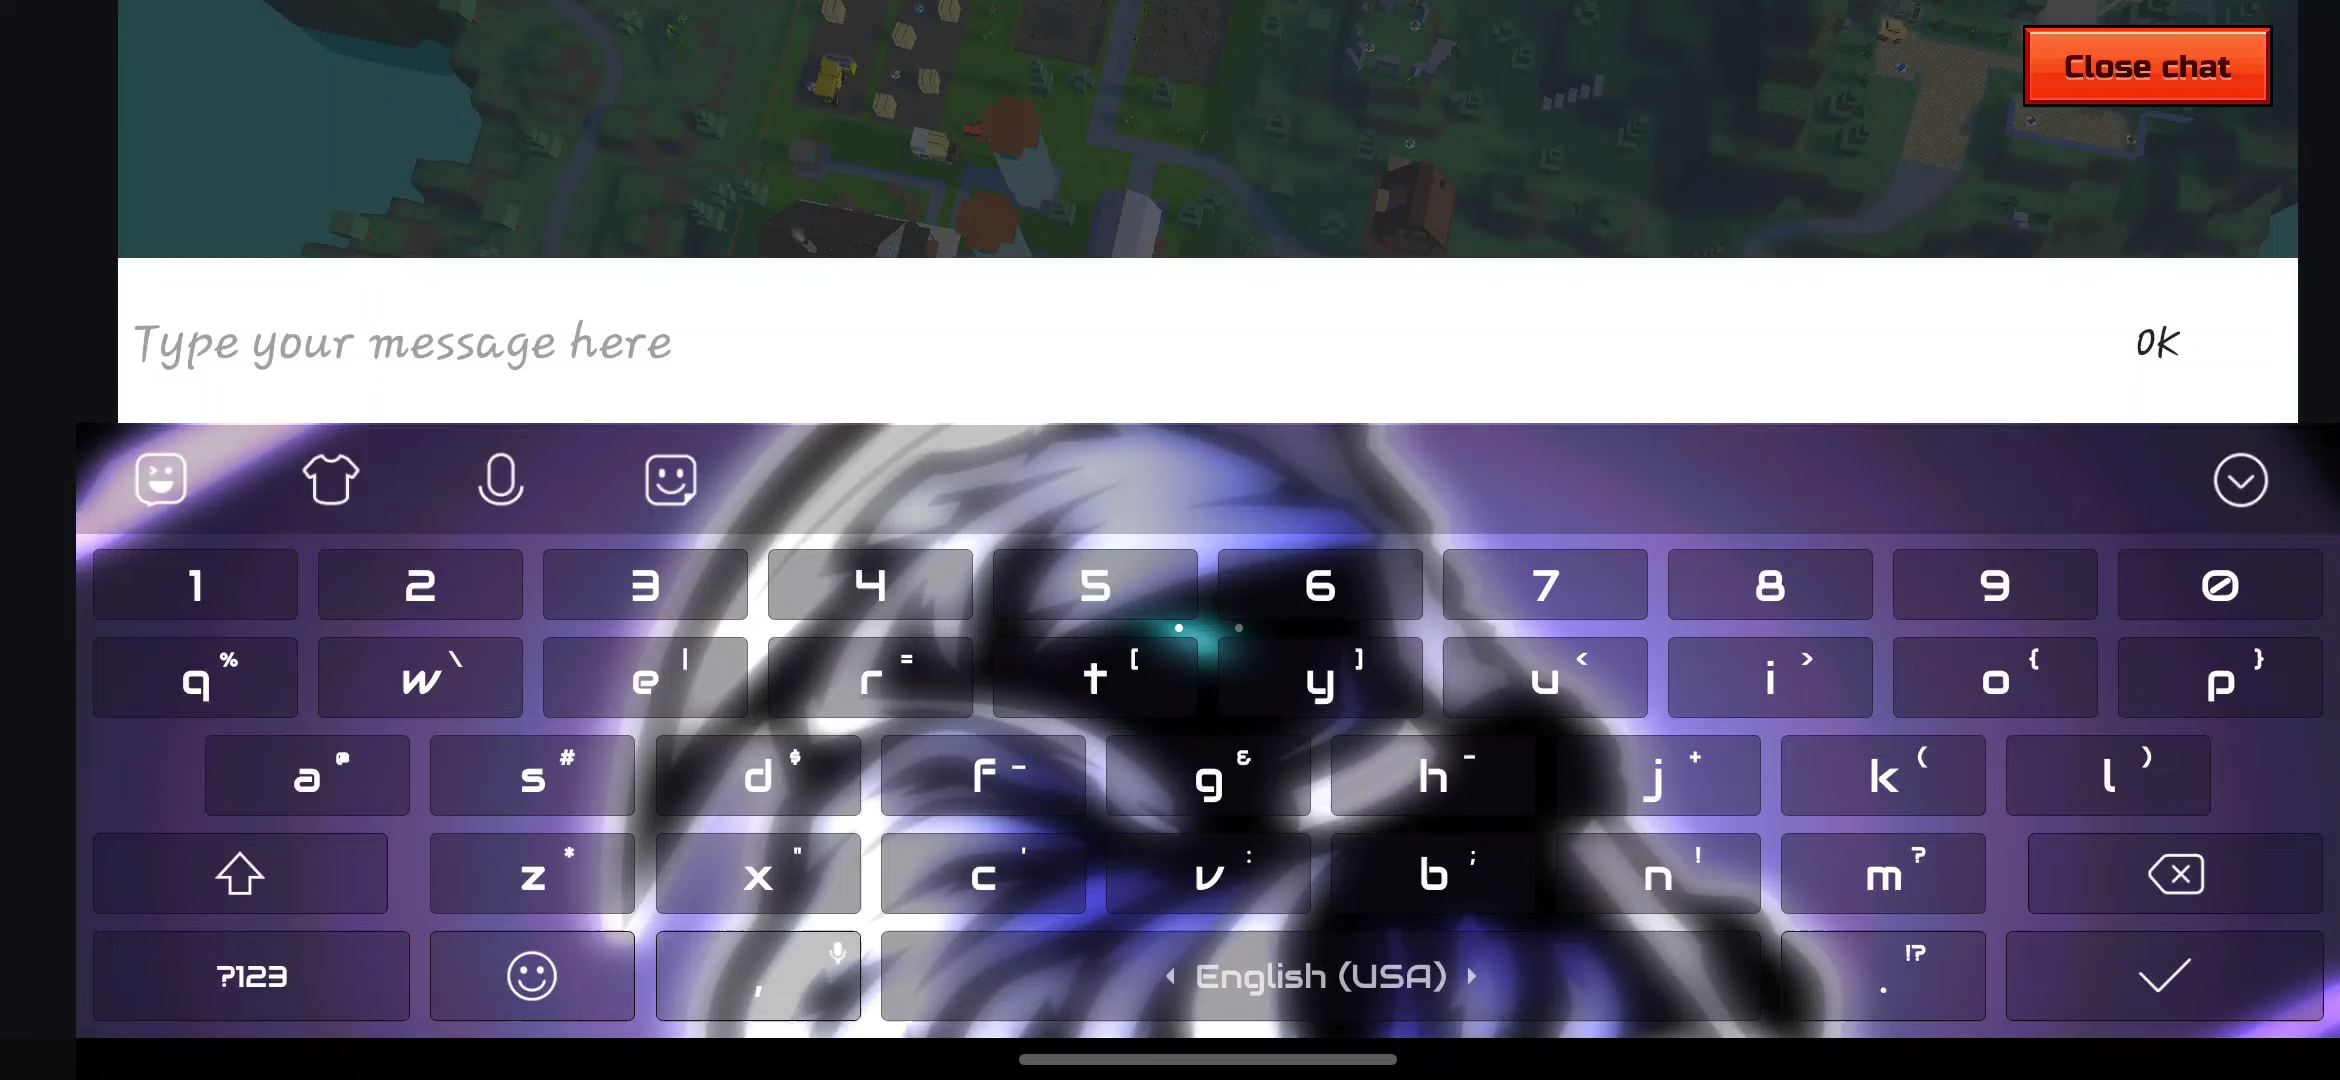 Close chat
Type your message here
OK
1 2 3 4 5 6 7 8 9 0
q % w \ e | r = t [ y ] u < i > o { p }
a @ s # d $ f – g & h - j + k ( l )
z * x " c ' v : b ; n ! m ?
?123 , English (USA) . !?